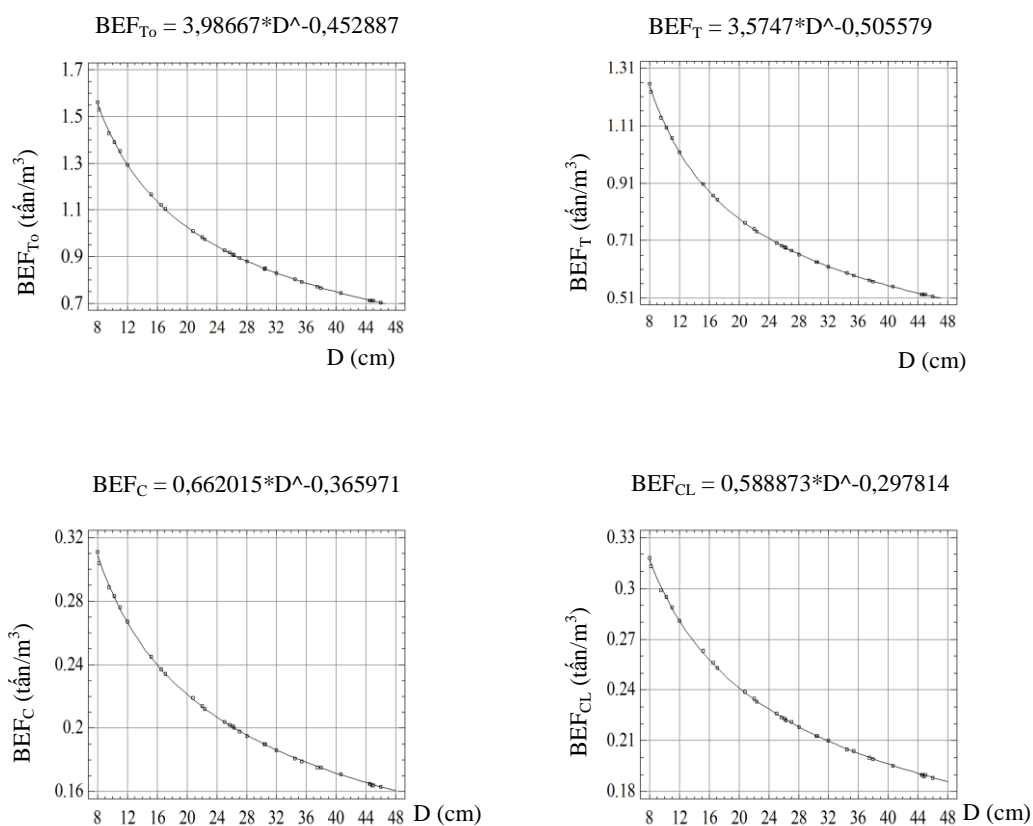 BEF_To = 3,98667*D^-0,452887
1.7
1.5
1.3
1.1
0.9
0.7
BEF_To (tấn/m³)
8 12 16 20 24 28 32 36 40 44 48
D (cm)
BEF_T = 3,5747*D^-0,505579
1.31
1.11
0.91
0.71
0.51
BEF_T (tấn/m³)
8 12 16 20 24 28 32 36 40 44 48
D (cm)
BEF_C = 0,662015*D^-0,365971
0.32
0.28
0.24
0.2
0.16
BEF_C (tấn/m³)
8 12 16 20 24 28 32 36 40 44 48 D (cm)
BEF_CL = 0,588873*D^-0,297814
0.33
0.3
0.27
0.24
0.21
0.18
BEF_CL (tấn/m³)
8 12 16 20 24 28 32 36 40 44 48 D (cm)